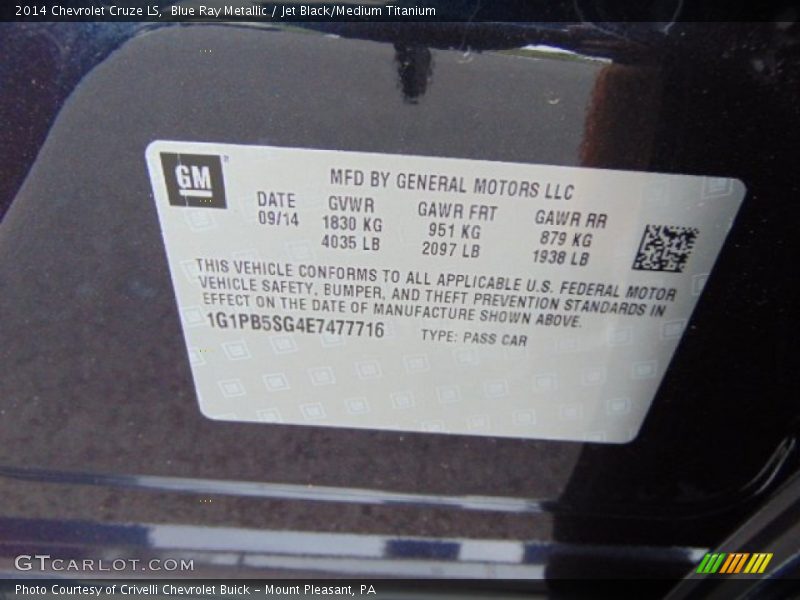 2014 Chevrolet Cruze LS,  Blue Ray Metallic / Jet Black/Medium Titanium
GM
MFD BY GENERAL MOTORS LLC
DATE GVWR GAWR FRT GAWR RR
09/14 1830 KG 951 KG 879 KG
4035 LB 2097 LB 1938 LB
THIS VEHICLE CONFORMS TO ALL APPLICABLE U.S. FEDERAL MOTOR
VEHICLE SAFETY, BUMPER, AND THEFT PREVENTION STANDARDS IN
EFFECT ON THE DATE OF MANUFACTURE SHOWN ABOVE.
1G1PB5SG4E7477716 TYPE: PASS CAR
GTCARLOT.COM
Photo Courtesy of Crivelli Chevrolet Buick - Mount Pleasant, PA